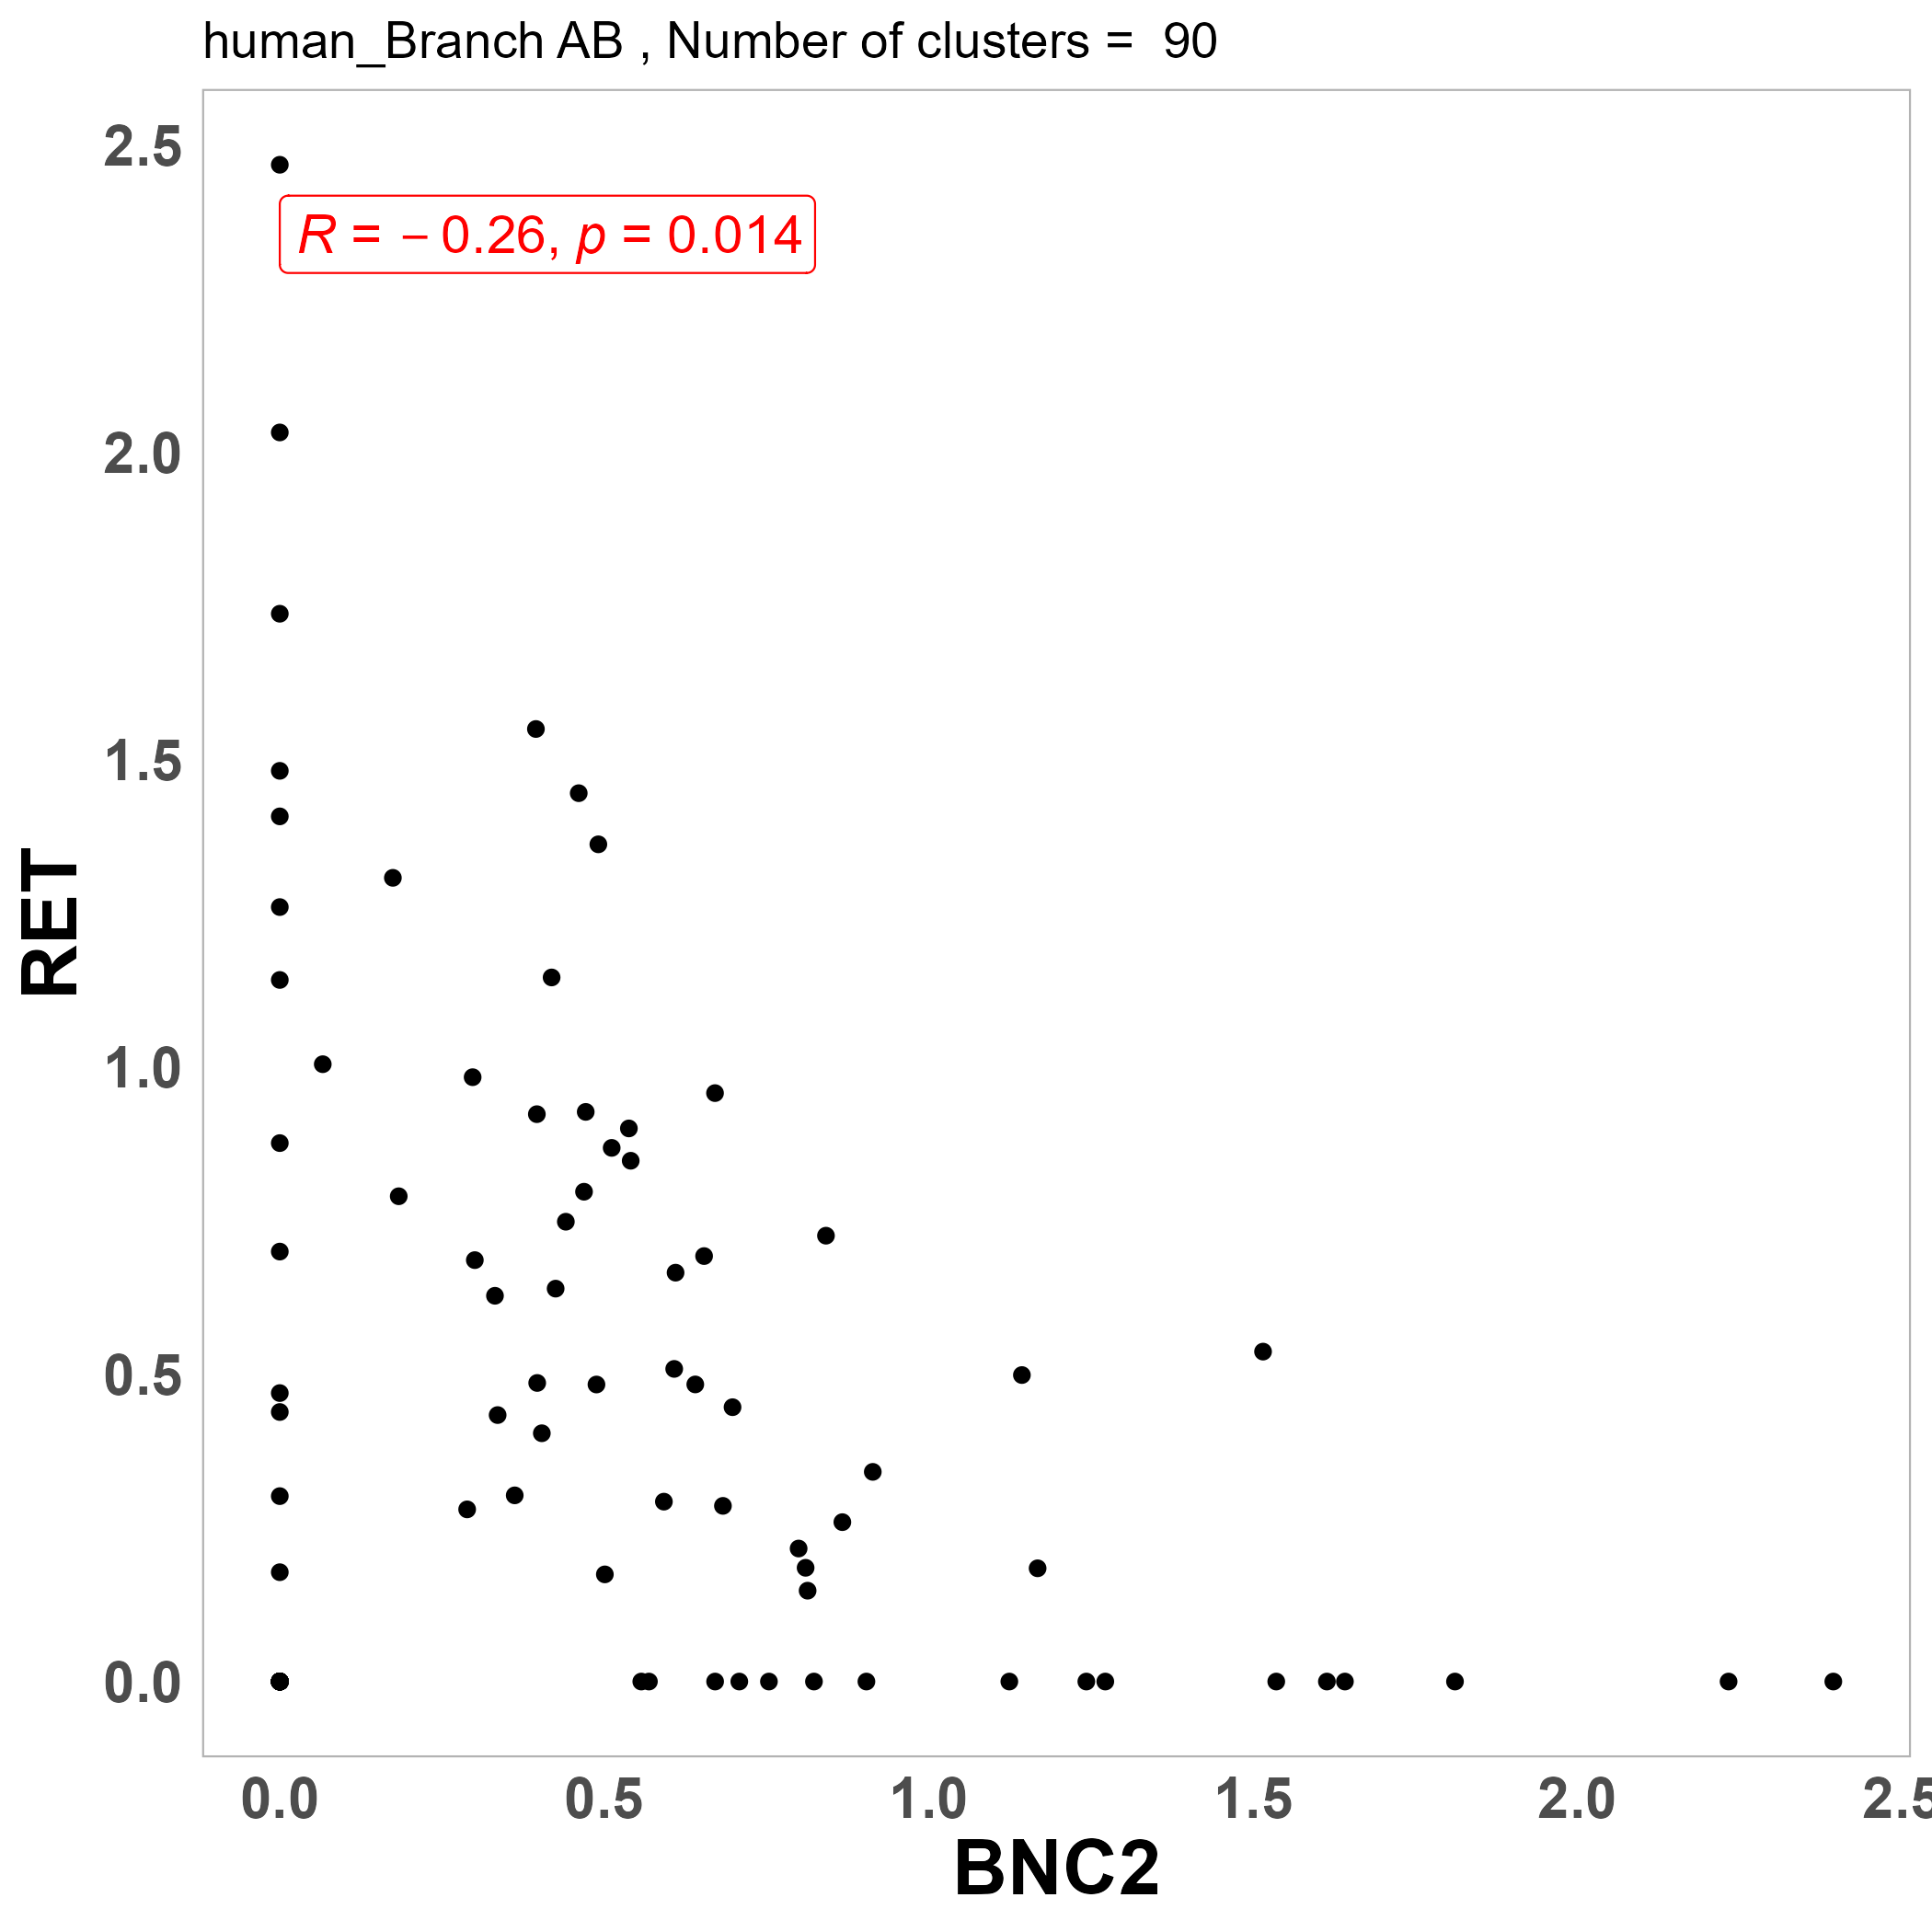 human_Branch AB , Number of clusters =  90
2.5
R = – 0.26, p = 0.014
2.0
1.5
RET
1.0
0.5
0.0
0.0 0.5 1.0 1.5 2.0 2.5
BNC2